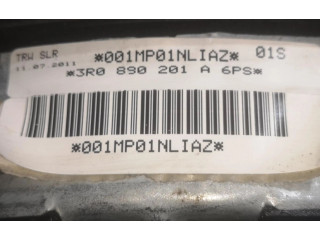 TRW SLR *001MP01NLIAZ* 01S
11.07.2011
*3R0 890 201 A 6PS*
*001MP01NLIAZ*